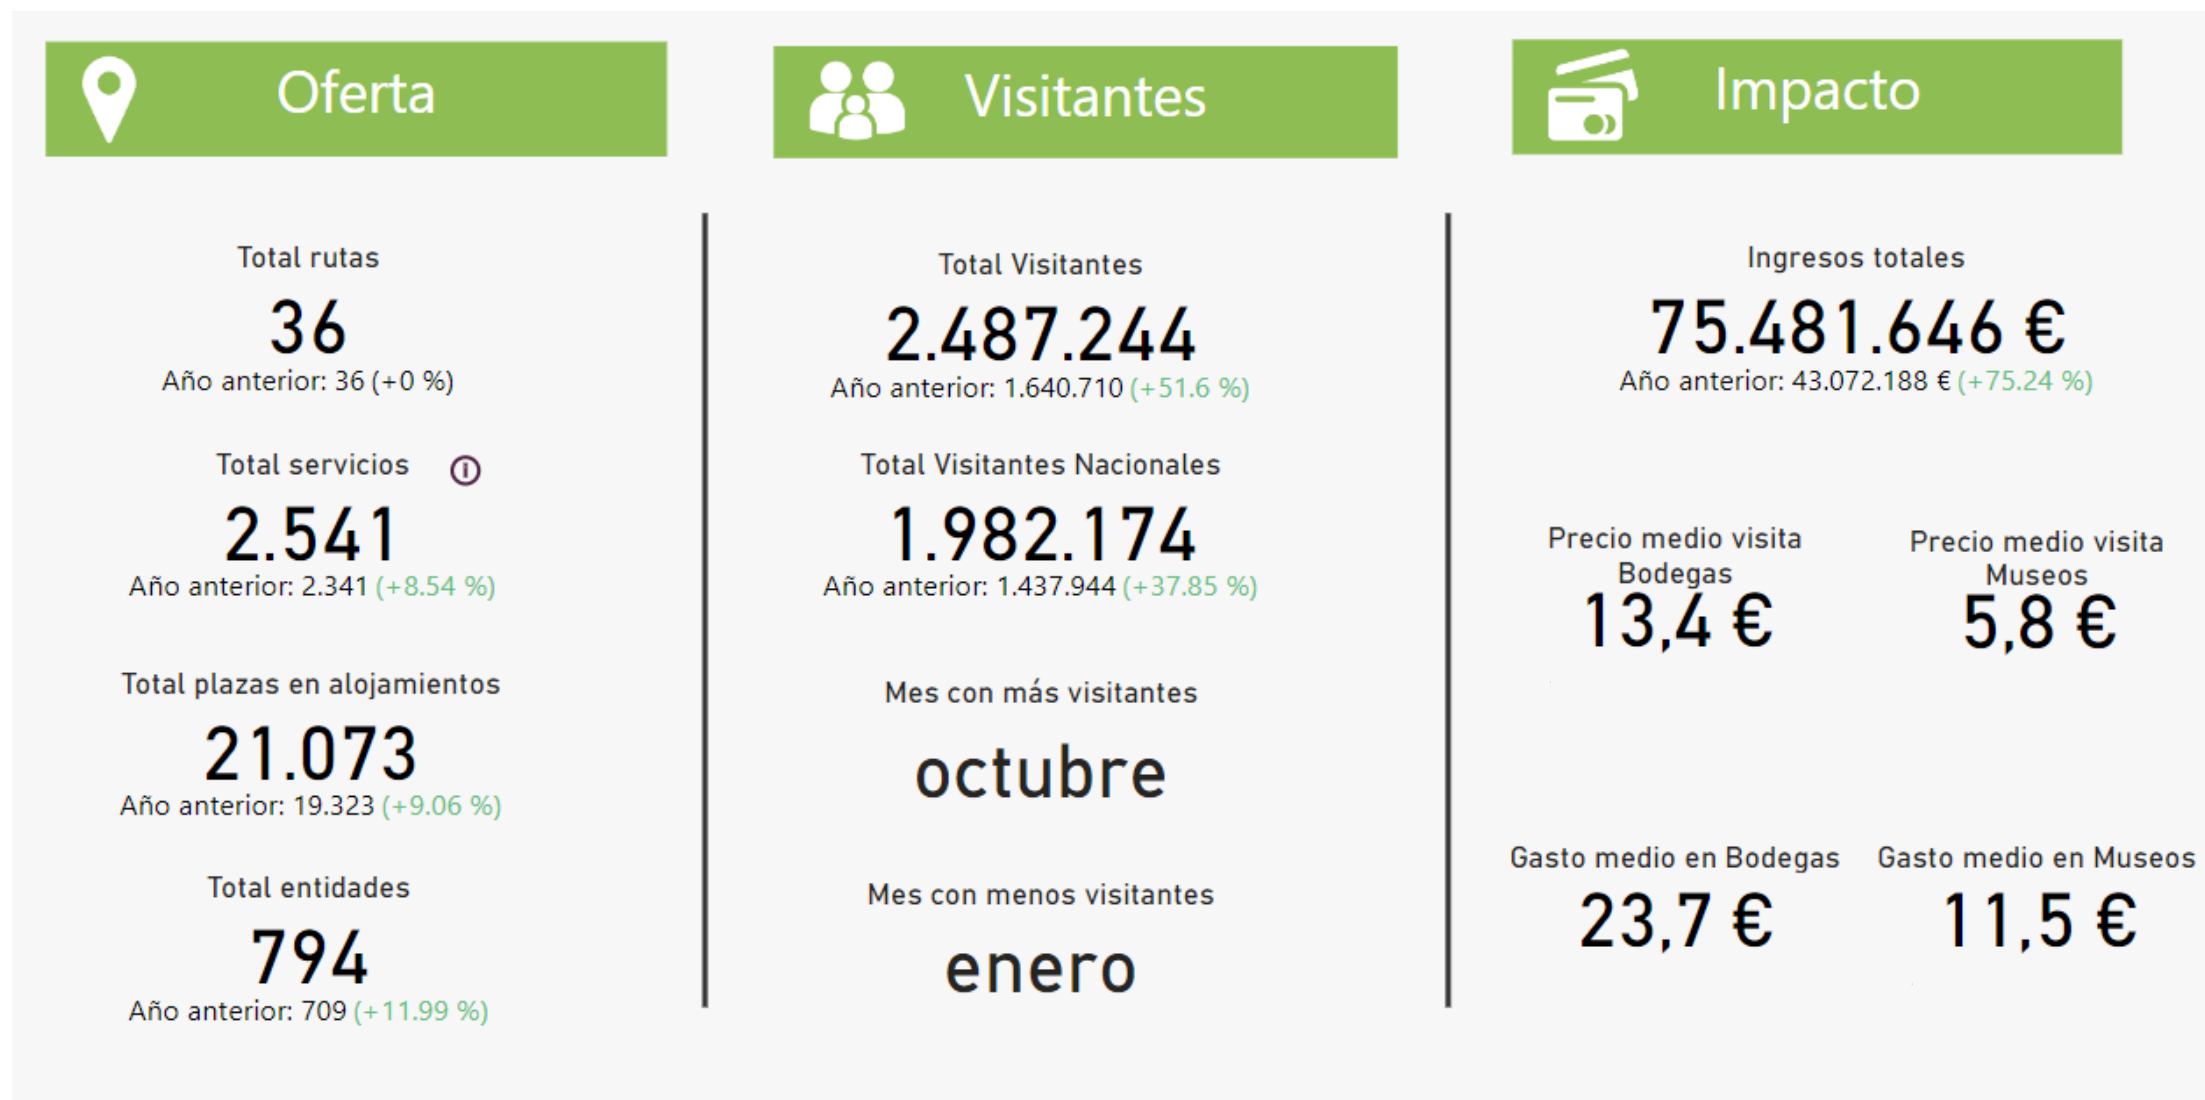 Oferta
Total rutas
36
Año anterior: 36 (+0 %)
Total servicios
2.541
Año anterior: 2.341 (+8.54 %)
Total plazas en alojamientos
21.073
Año anterior: 19.323 (+9.06 %)
Total entidades
794
Año anterior: 709 (+11.99 %)
Visitantes
Total Visitantes
2.487.244
Año anterior: 1.640.710 (+51.6 %)
Total Visitantes Nacionales
1.982.174
Año anterior: 1.437.944 (+37.85 %)
Mes con más visitantes
octubre
Mes con menos visitantes
enero
Impacto
Ingresos totales
75.481.646 €
Año anterior: 43.072.188 € (+75.24 %)
Precio medio visita
Bodegas
13,4 €
Precio medio visita
Museos
5,8 €
Gasto medio en Bodegas
23,7 €
Gasto medio en Museos
11,5 €